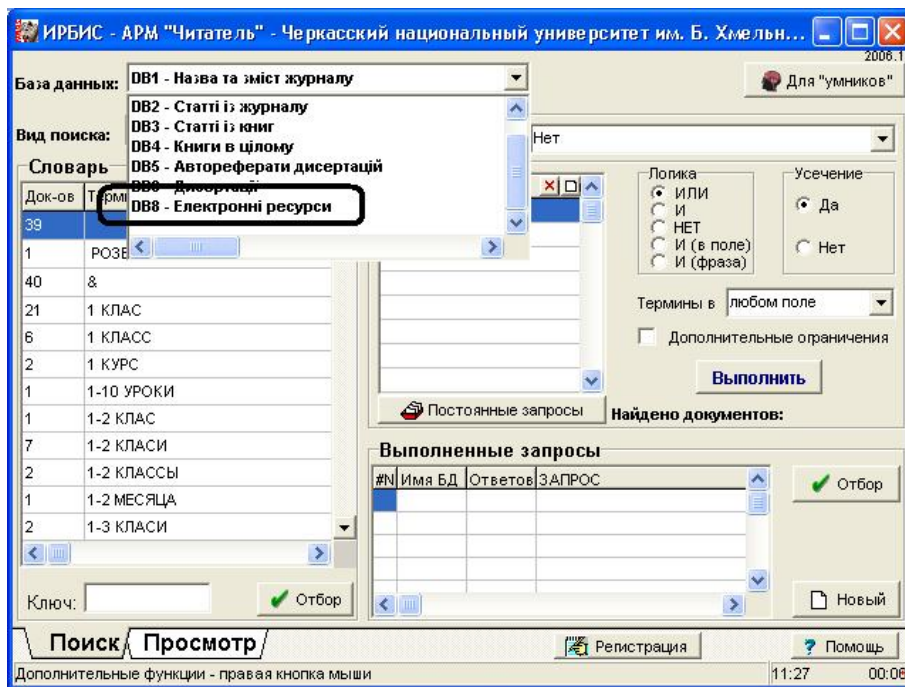 ИРБИС - АРМ "Читатель" - Черкасский национальный университет им. Б. Хмельн...
2006.1
База данных: DB1 - Назва та зміст журналу
Для "умников"
DB2 - Статті із журналу
DB3 - Статті із книг
DB4 - Книги в цілому
DB5 - Автореферати дисертацій
DB8 - Електронні ресурси
Вид поиска:
Нет
Словарь
Док-ов
39
1
40 &
21 1 КЛАС
6 1 КЛАСС
2 1 КУРС
1 1-10 УРОКИ
1 1-2 КЛАС
7 1-2 КЛАСИ
2 1-2 КЛАССЫ
1 1-2 МЕСЯЦА
2 1-3 КЛАСИ
Ключ:
Отбор
Логика
ИЛИ
И
НЕТ
И (в поле)
И (фраза)
Усечение
Да
Нет
Термины в любом поле
Дополнительные ограничения
Выполнить
Постоянные запросы
Найдено документов:
Выполненные запросы
#N Имя БД Ответов ЗАПРОС
Отбор
Новый
Поиск Просмотр
Регистрация
Помощь
Дополнительные функции - правая кнопка мыши
11:27
00:06